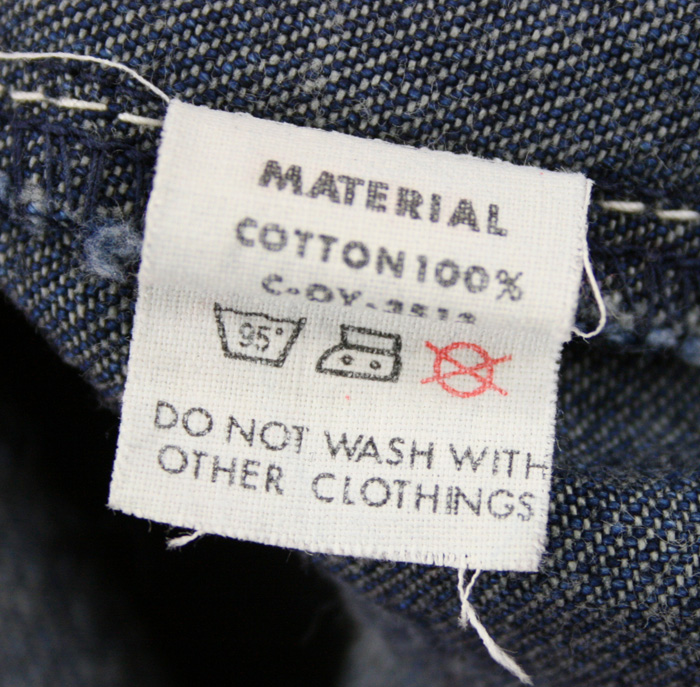 MATERIAL
COTTON100%
95°
DO NOT WASH WITH
OTHER CLOTHINGS